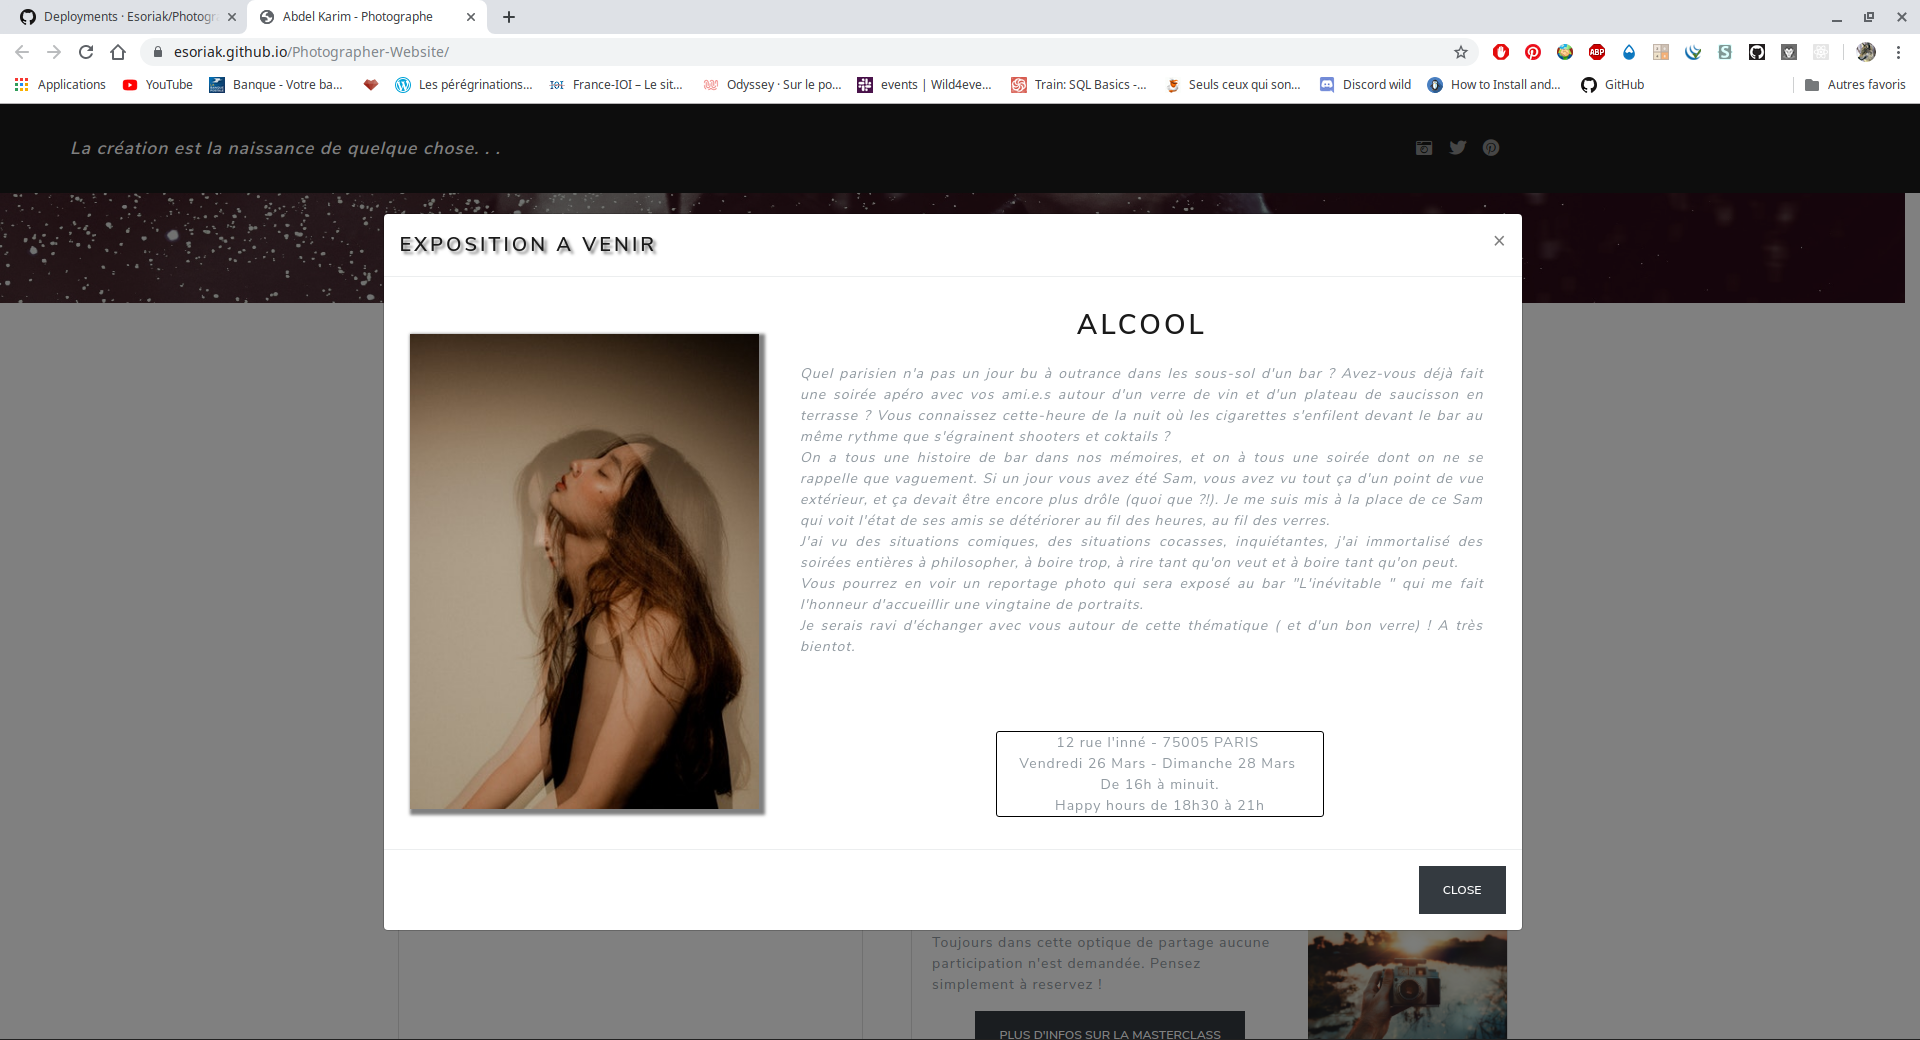 Deployments · Esoriak/Photogr
Abdel Karim - Photographe
esoriak.github.io/Photographer-Website/
Applications
YouTube
Banque - Votre ba...
Les pérégrinations...
France-IOI – Le sit...
Odyssey · Sur le po...
events | Wild4eve...
Train: SQL Basics -...
Seuls ceux qui son...
Discord wild
How to Install and...
GitHub
Autres favoris
La création est la naissance de quelque chose. . .
EXPOSITION A VENIR
×
ALCOOL
Quel parisien n'a pas un jour bu à outrance dans les sous-sol d'un bar ? Avez-vous déjà fait
une soirée apéro avec vos ami.e.s autour d'un verre de vin et d'un plateau de saucisson en
terrasse ? Vous connaissez cette-heure de la nuit où les cigarettes s'enfilent devant le bar au
même rythme que s'égrainent shooters et coktails ?
On a tous une histoire de bar dans nos mémoires, et on à tous une soirée dont on ne se
rappelle que vaguement. Si un jour vous avez été Sam, vous avez vu tout ça d'un point de vue
extérieur, et ça devait être encore plus drôle (quoi que ?!). Je me suis mis à la place de ce Sam
qui voit l'état de ses amis se détériorer au fil des heures, au fil des verres.
J'ai vu des situations comiques, des situations cocasses, inquiétantes, j'ai immortalisé des
soirées entières à philosopher, à boire trop, à rire tant qu'on veut et à boire tant qu'on peut.
Vous pourrez en voir un reportage photo qui sera exposé au bar "L'inévitable " qui me fait
l'honneur d'accueillir une vingtaine de portraits.
Je serais ravi d'échanger avec vous autour de cette thématique ( et d'un bon verre) ! A très
bientot.
12 rue l'inné - 75005 PARIS
Vendredi 26 Mars - Dimanche 28 Mars
De 16h à minuit.
Happy hours de 18h30 à 21h
CLOSE
Toujours dans cette optique de partage aucune
participation n'est demandée. Pensez
simplement à reservez !
PLUS D'INFOS SUR LA MASTERCLASS